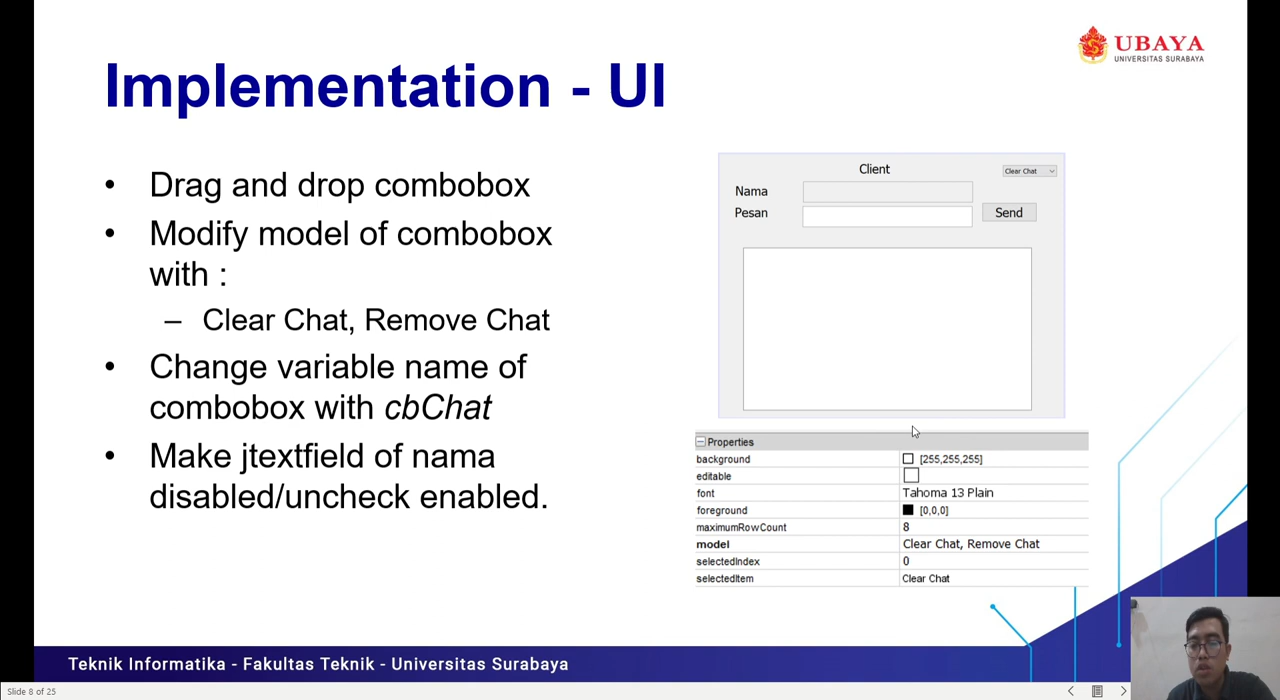 UBAYA
UNIVERSITAS SURABAYA
Implementation - UI
• Drag and drop combobox
• Modify model of combobox
with :
– Clear Chat, Remove Chat
• Change variable name of
combobox with cbChat
• Make jtextfield of nama
disabled/uncheck enabled.
Client
Clear Chat
Nama
Pesan
Send
Properties
background [255,255,255]
editable
font Tahoma 13 Plain
foreground [0,0,0]
maximumRowCount 8
model Clear Chat, Remove Chat
selectedIndex 0
selectedItem Clear Chat
Teknik Informatika - Fakultas Teknik - Universitas Surabaya
Slide 8 of 25